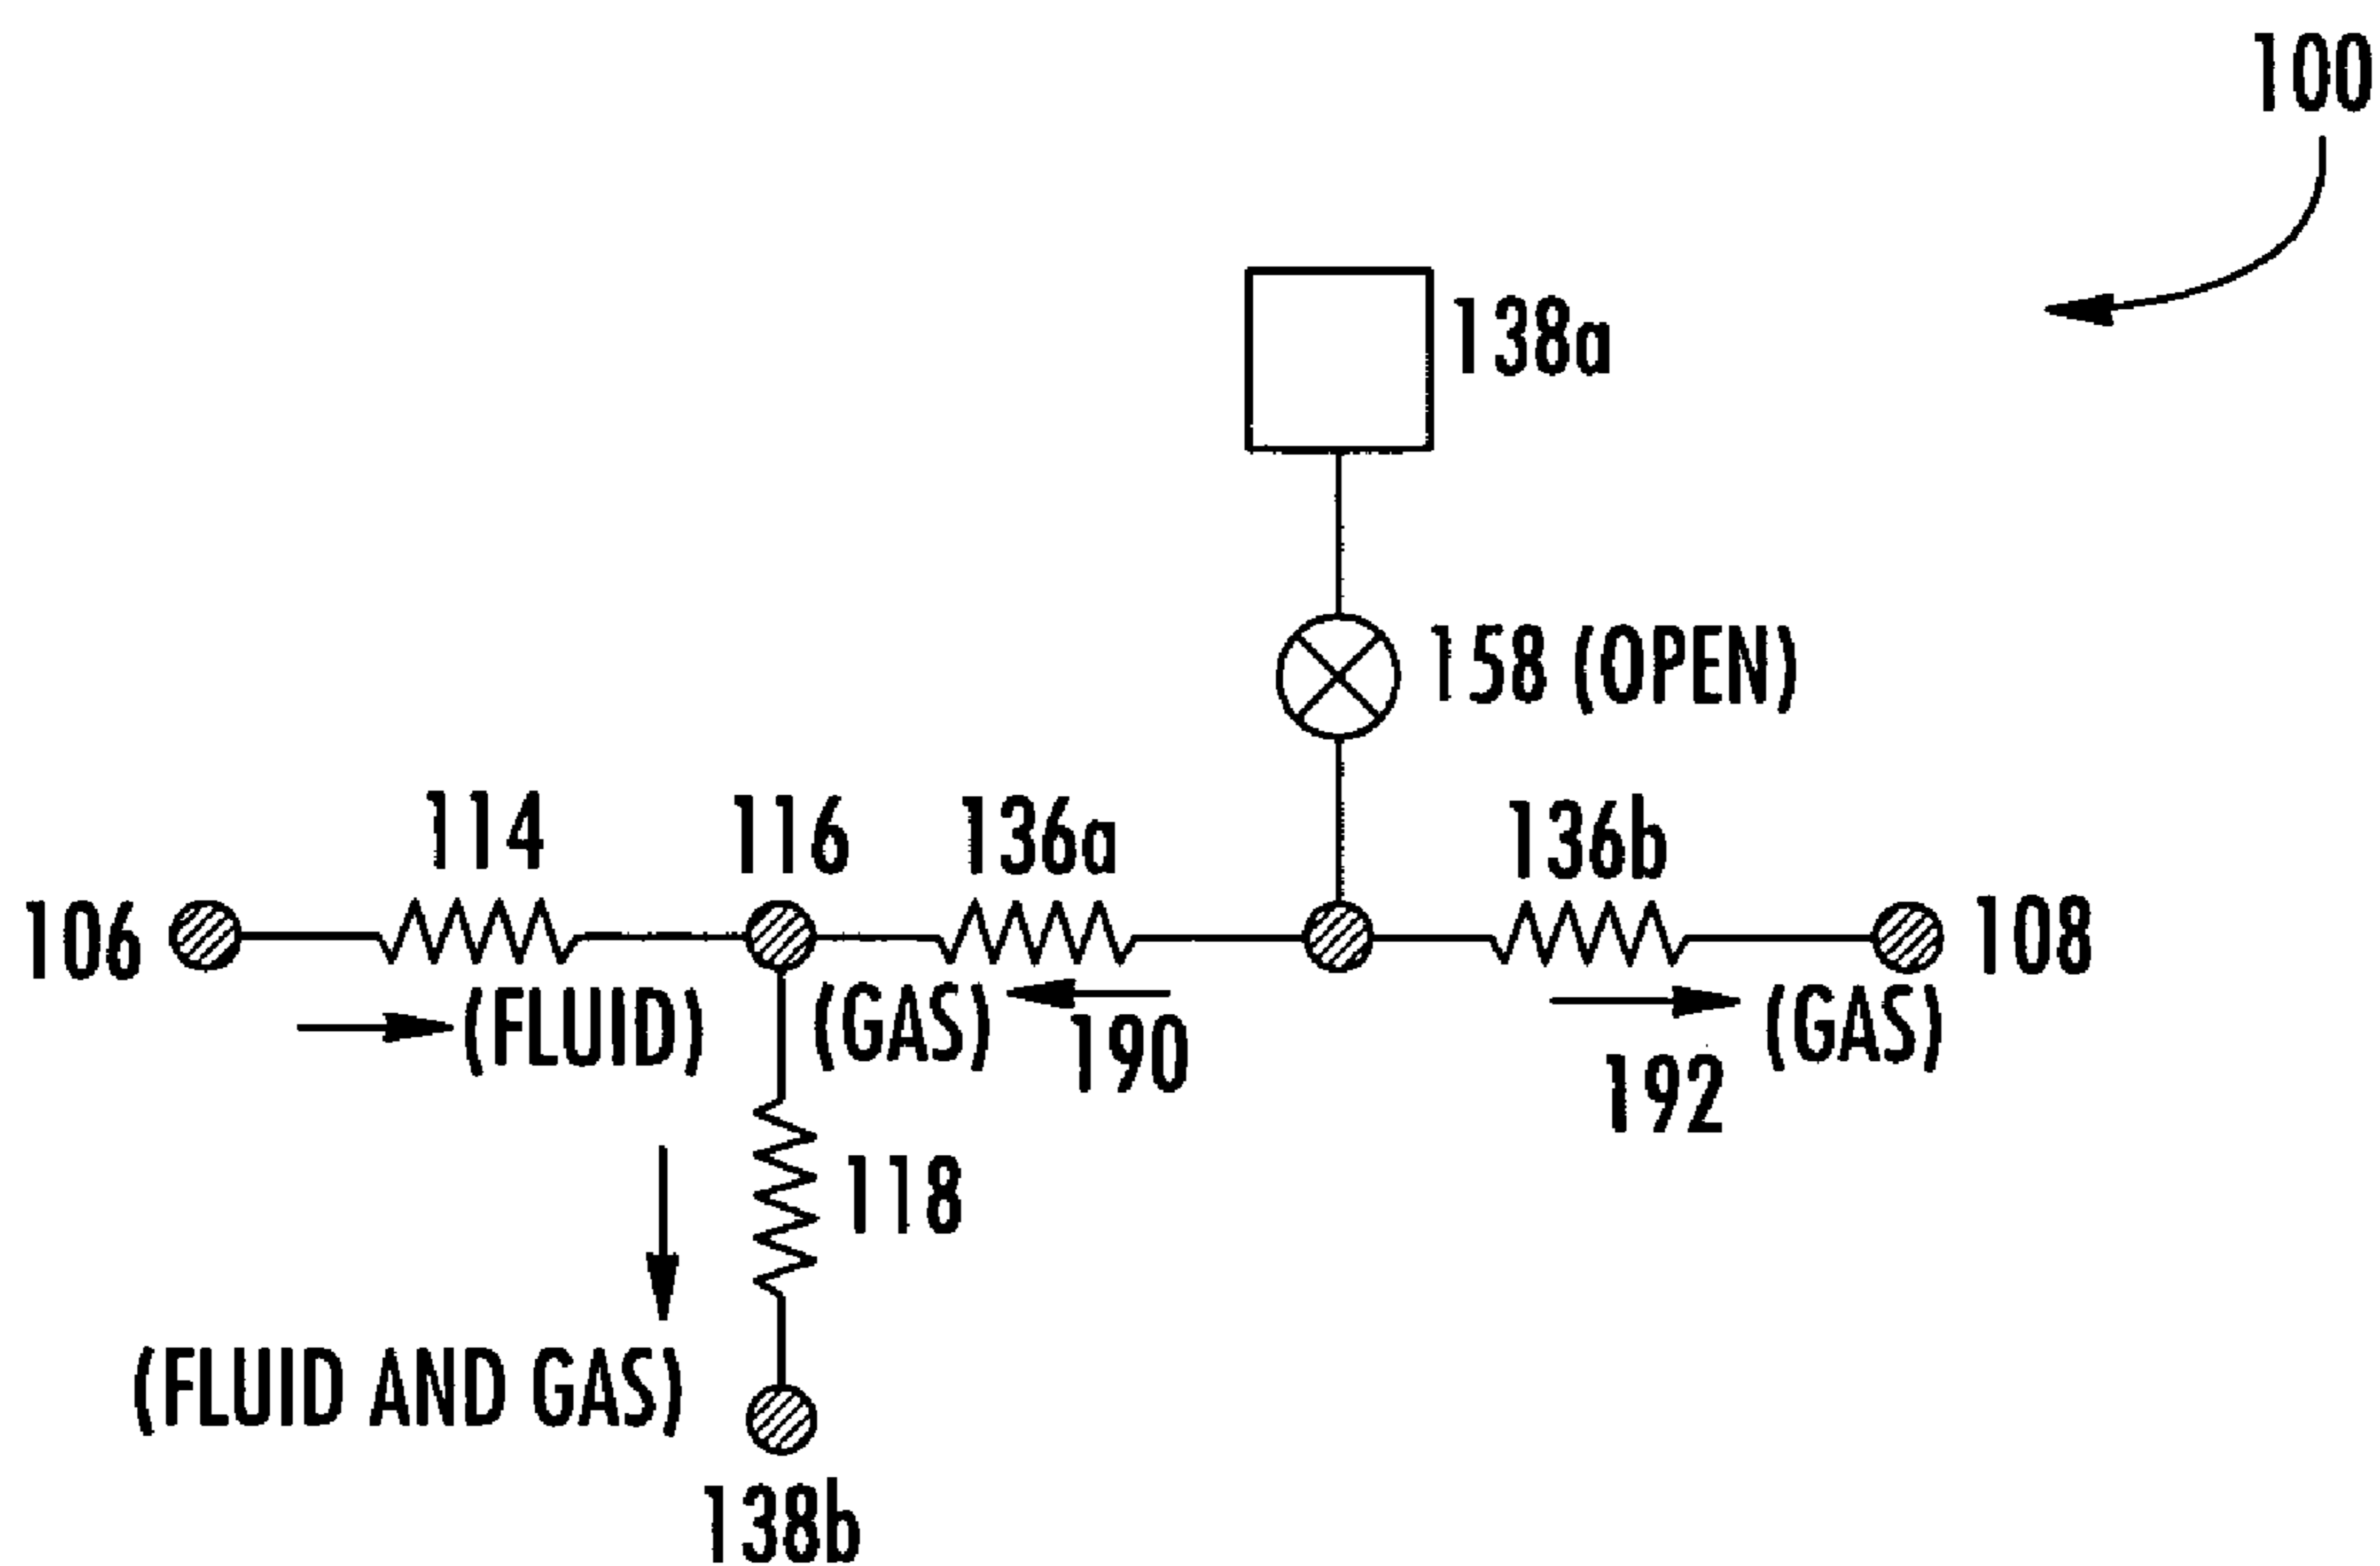 100
138a
158 (OPEN)
114
116
136a
136b
106
108
(FLUID)
(GAS)
190
192
(GAS)
118
(FLUID AND GAS)
138b